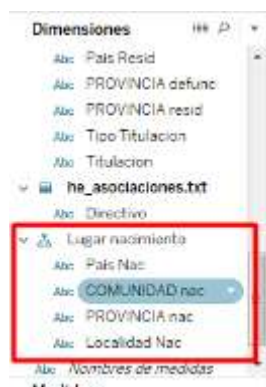 Dimensiones
Abc País Resid
Abc PROVINCIA defunc
Abc PROVINCIA resid
Abc Tipo Titulacion
Abc Titulacion
he_asociaciones.txt
Abc Directivo
Lugar nacimiento
Abc Pais Nac
Abc COMUNIDAD nac
Abc PROVINCIA nac
Abc Localidad Nac
Abc Nombres de medidas